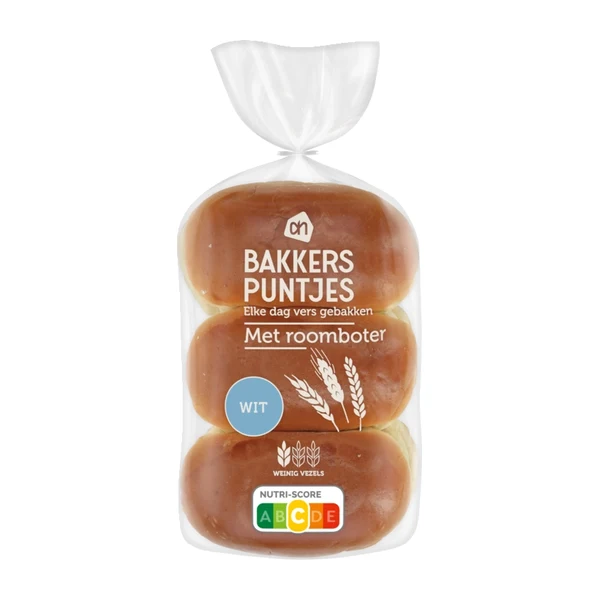 ah
BAKKERS
PUNTJES
Elke dag vers gebakken
Met roomboter
WIT
WEINIG VEZELS
NUTRI-SCORE
A B C D E